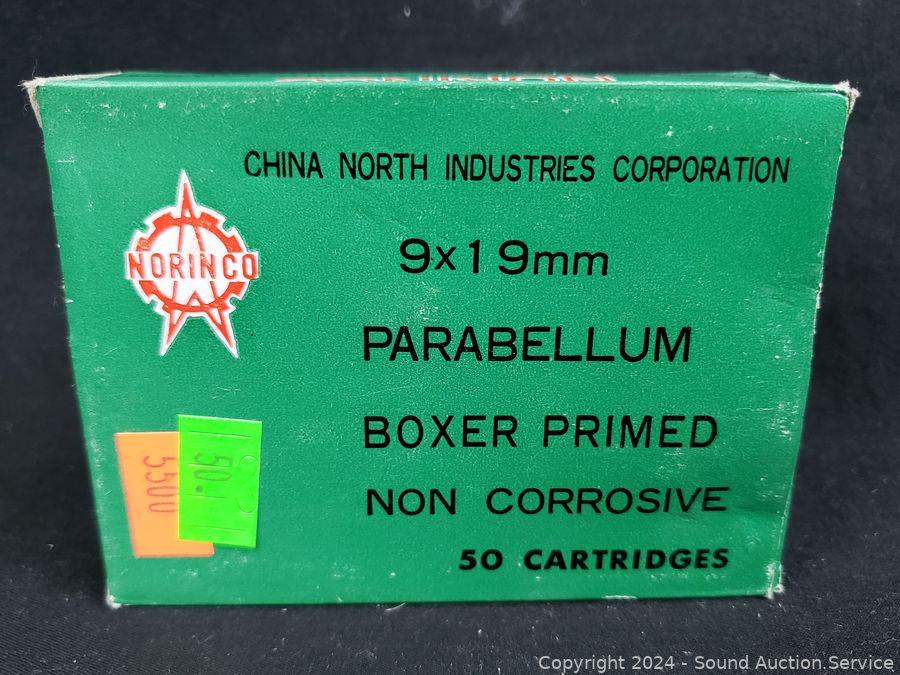 CHINA NORTH INDUSTRIES CORPORATION
NORINCO
9x19mm
PARABELLUM
BOXER PRIMED
NON CORROSIVE
50 CARTRIDGES
5500
Copyright 2024 - Sound Auction Service